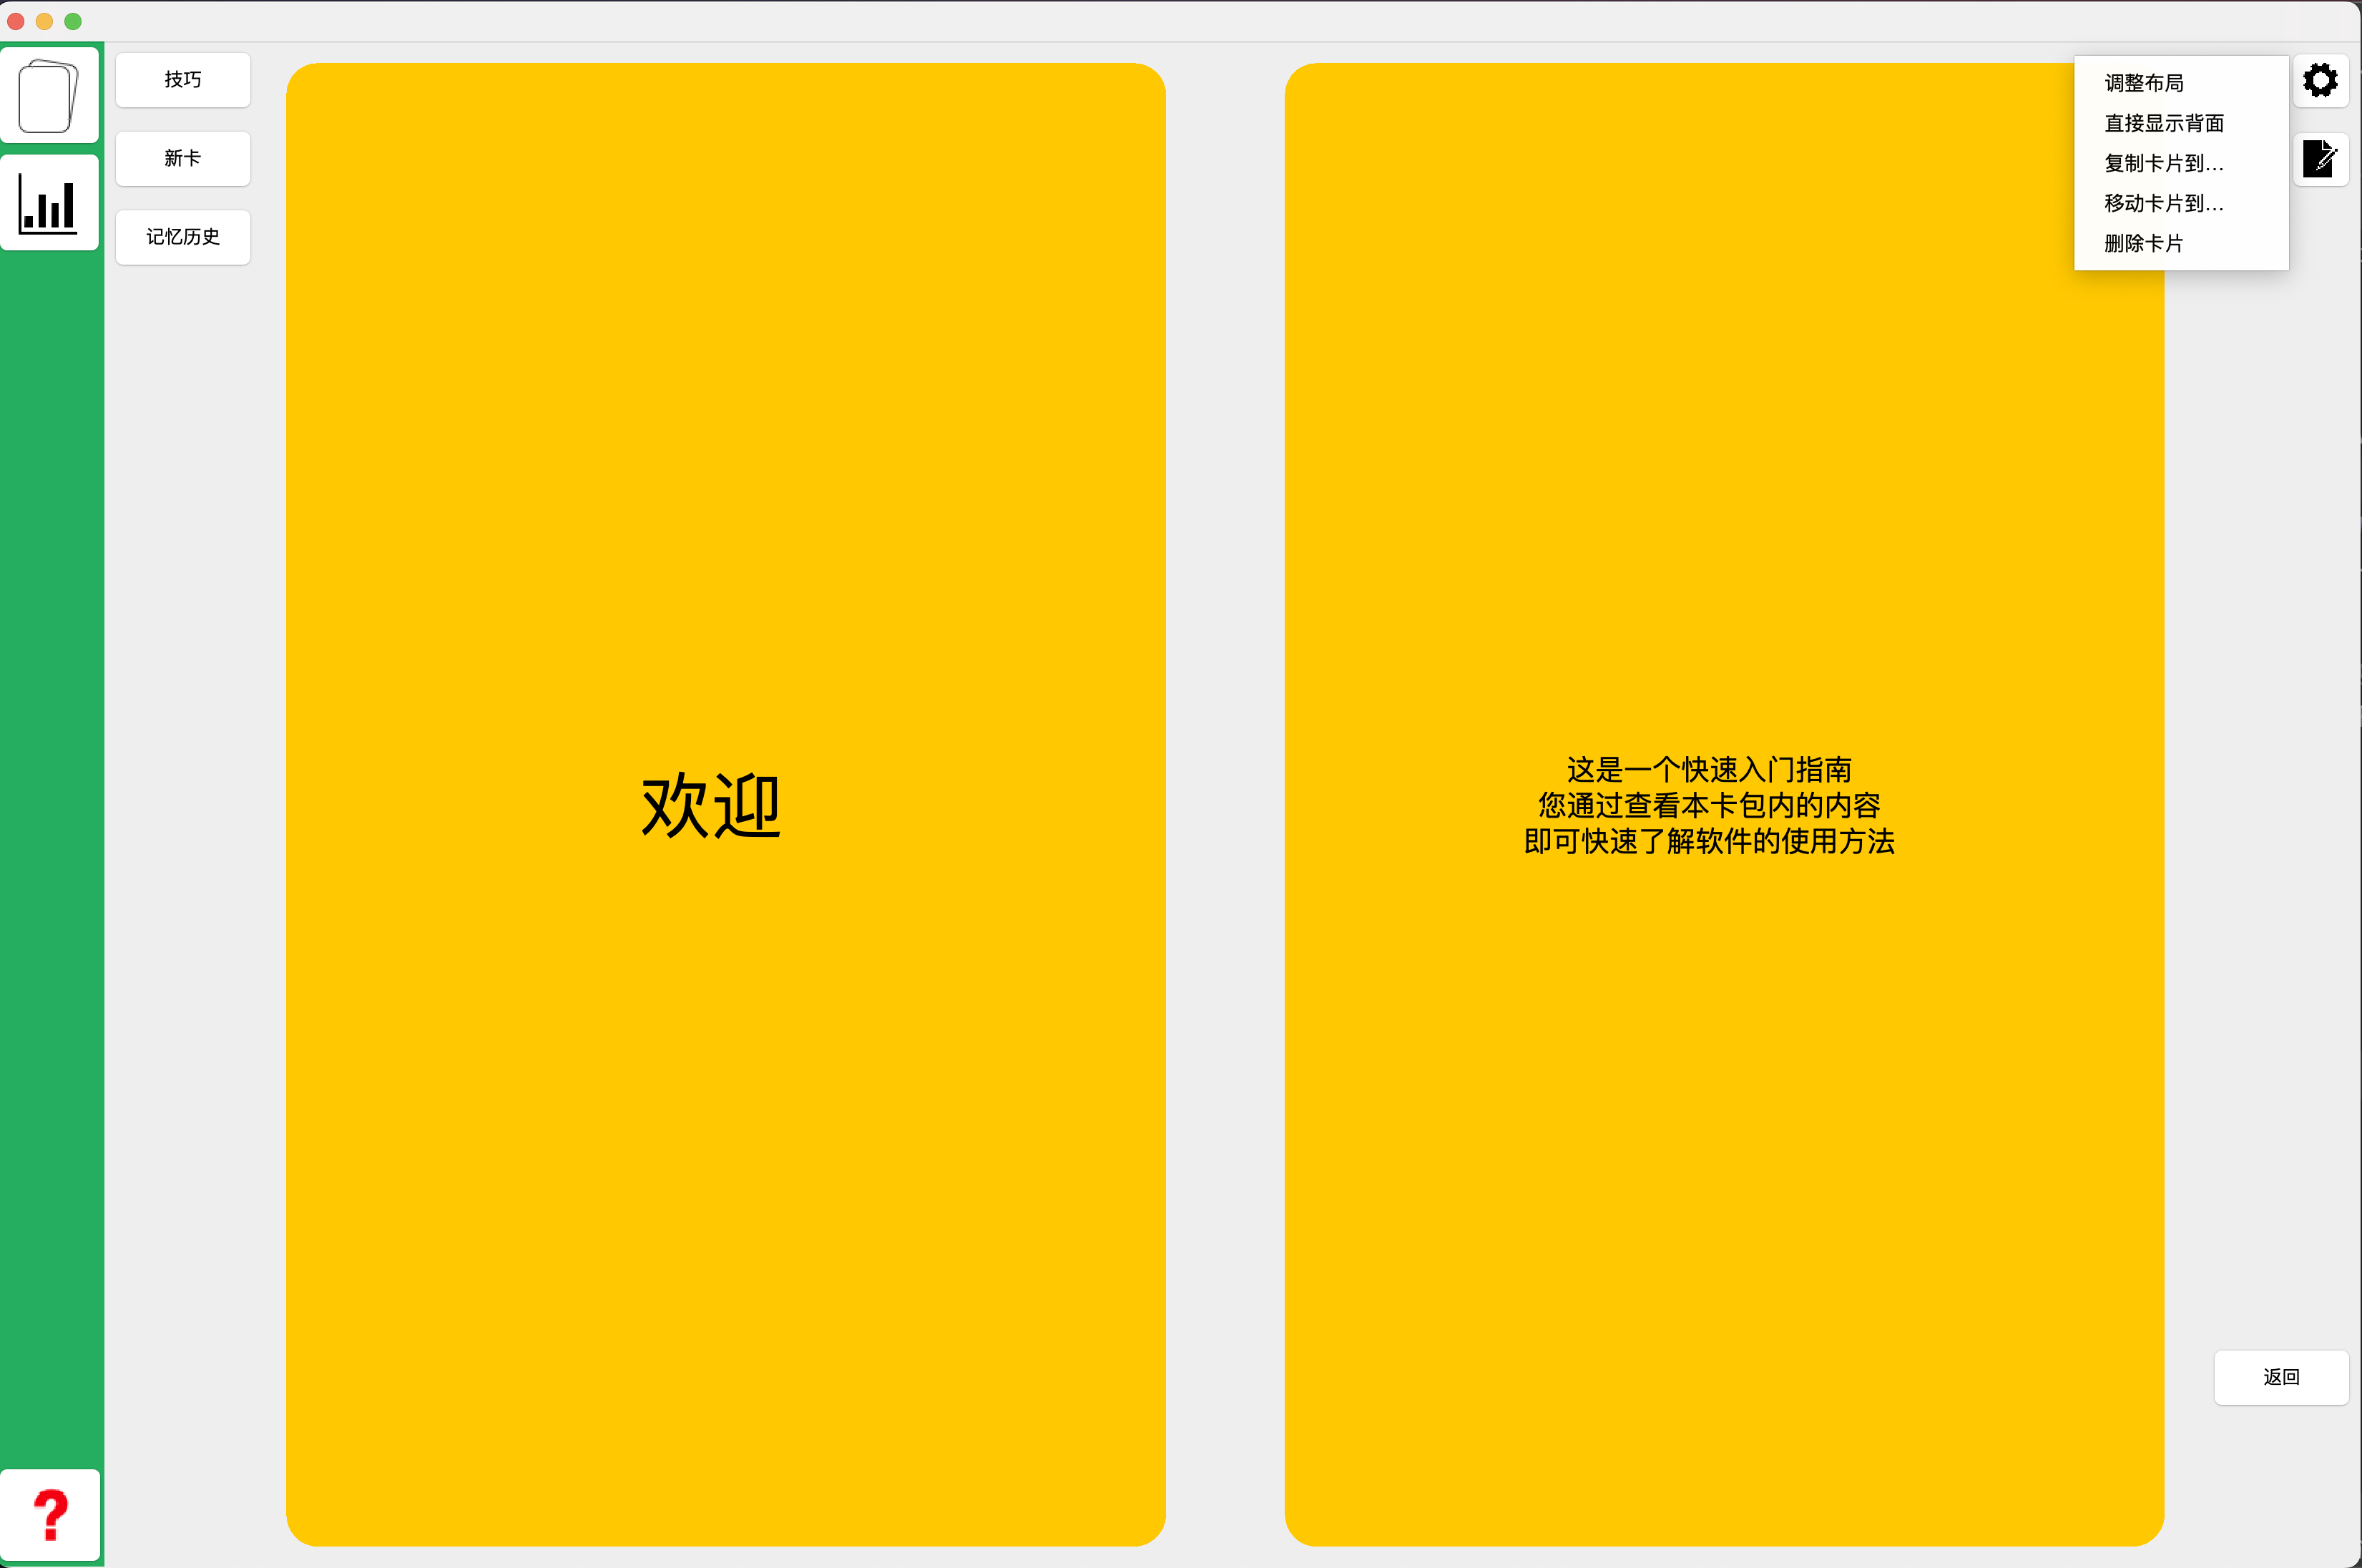 技巧
新卡
记忆历史
欢迎
这是一个快速入门指南
您通过查看本卡包内的内容
即可快速了解软件的使用方法
调整布局
直接显示背面
复制卡片到...
移动卡片到...
删除卡片
返回
?